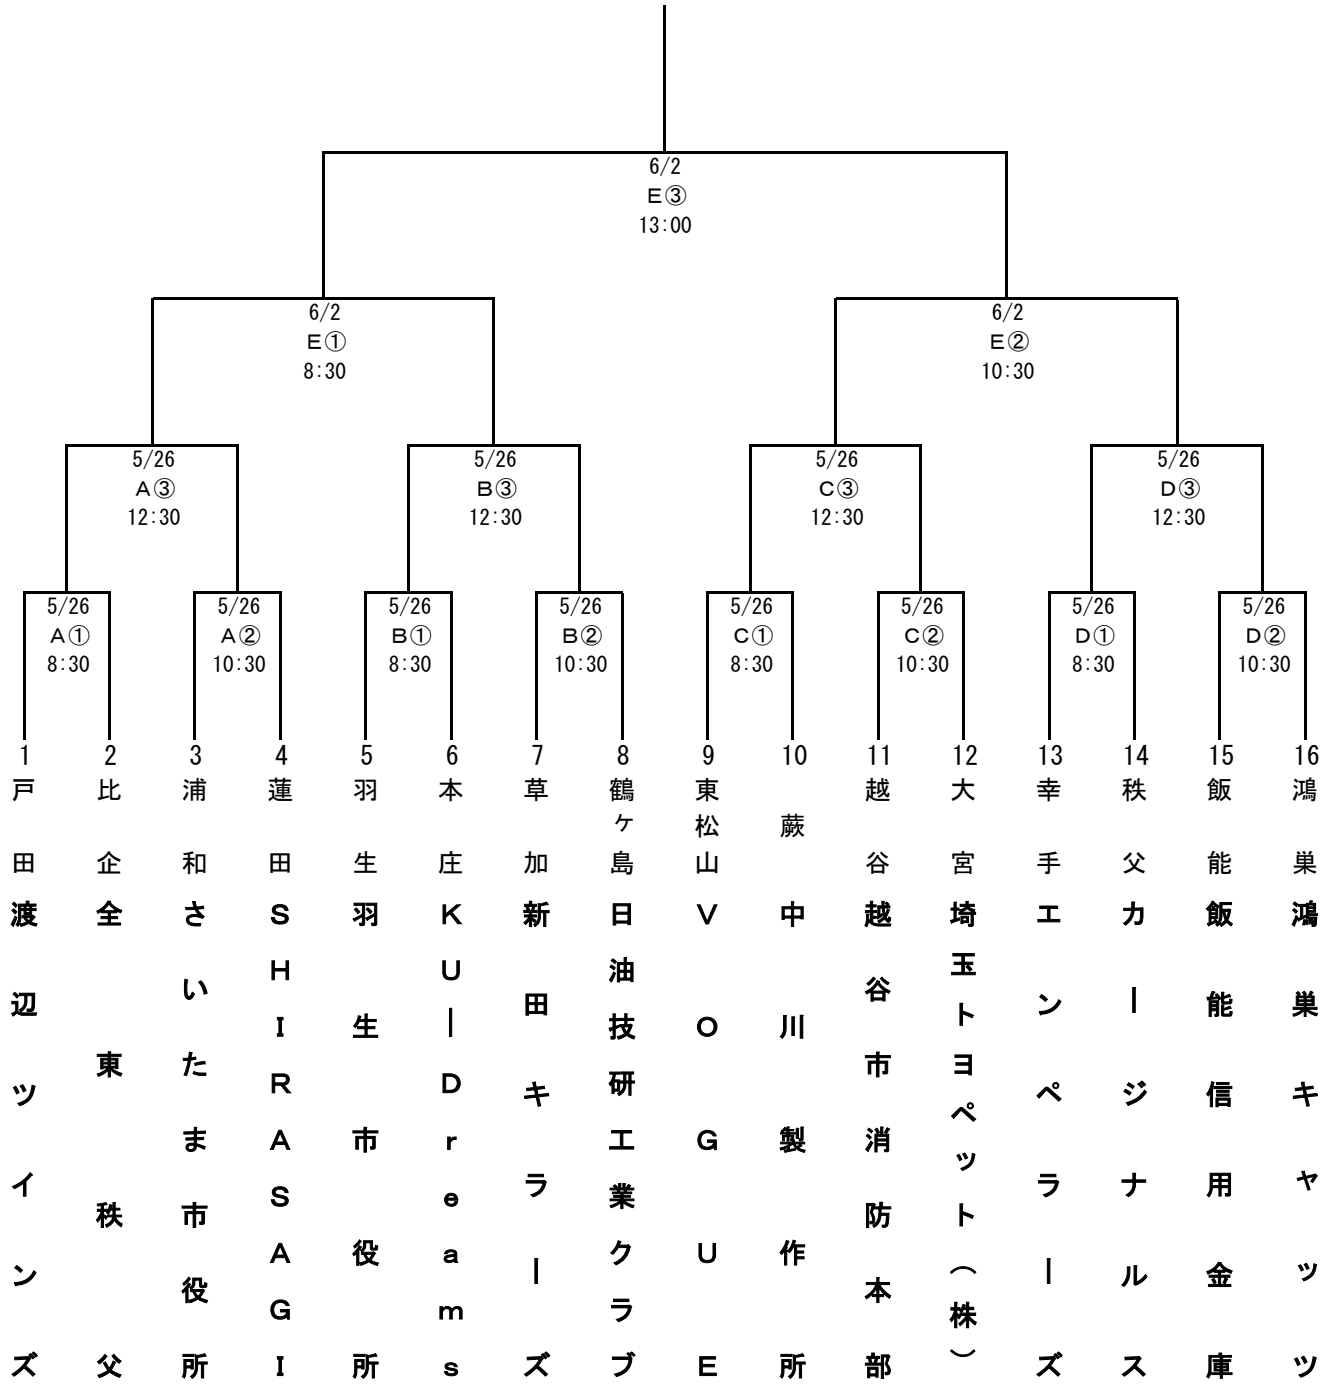 6/2
E③
13:00
6/2
E①
8:30
6/2
E②
10:30
5/26
A③
12:30
5/26
B③
12:30
5/26
C③
12:30
5/26
D③
12:30
5/26
A①
8:30
5/26
A②
10:30
5/26
B①
8:30
5/26
B②
10:30
5/26
C①
8:30
5/26
C②
10:30
5/26
D①
8:30
5/26
D②
10:30
1
戸田
渡辺ツインズ
2
比企
全東秩父
3
浦和
さいたま市役所
4
蓮田
SHIRASAGI
5
羽生
羽生市役所
6
本庄
KU―Dreams
7
草加
新田キラーズ
8
鶴ケ島
日油技研工業クラブ
9
東松山
VOGUE
10
蕨
中川製作所
11
越谷
越谷市消防本部
12
大宮
埼玉トヨペット(株)
13
幸手
エンペラーズ
14
秩父
カージナルス
15
飯能
飯能信用金庫
16
鴻巣
鴻巣キャッツ